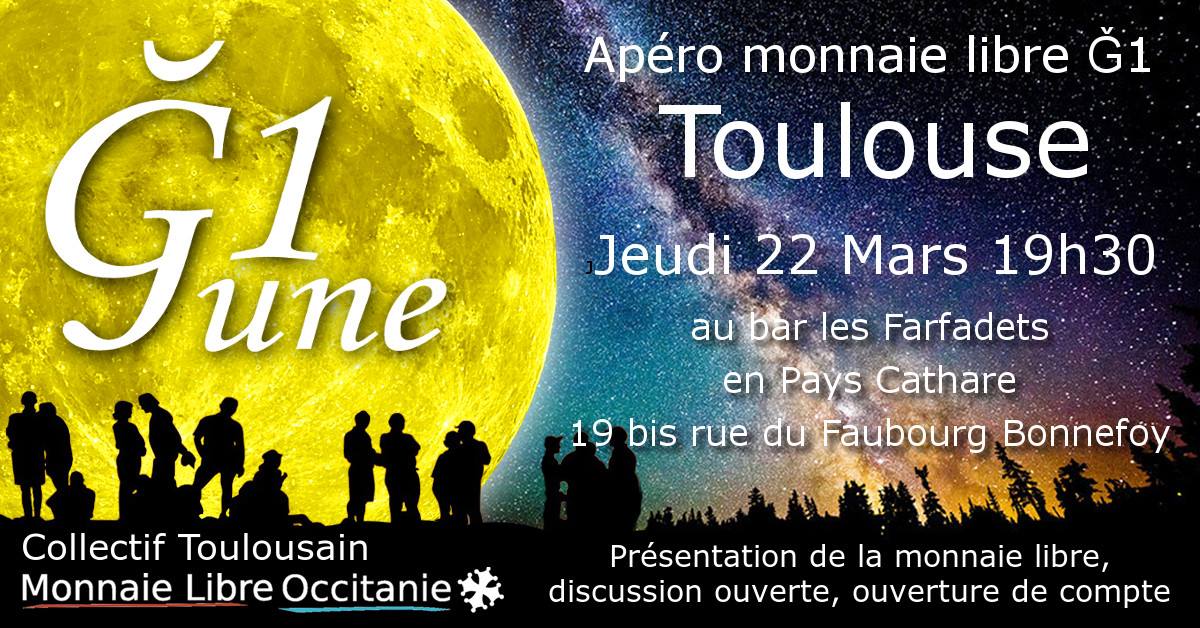 Ğ1
June
Apéro monnaie libre Ğ1
Toulouse
Jeudi 22 Mars 19h30
au bar les Farfadets
en Pays Cathare
19 bis rue du Faubourg Bonnefoy
Collectif Toulousain
Monnaie Libre Occitanie
Présentation de la monnaie libre,
discussion ouverte, ouverture de compte